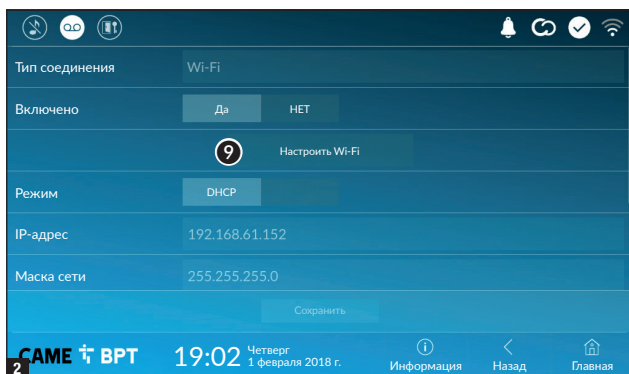 Тип соединения Wi-Fi
Включено Да НЕТ
9 Настроить Wi-Fi
Режим DHCP
IP-адрес 192.168.61.152
Маска сети 255.255.255.0
Сохранить
CAME BPT 19:02 Четверг
1 февраля 2018 г.
Информация Назад Главная
2